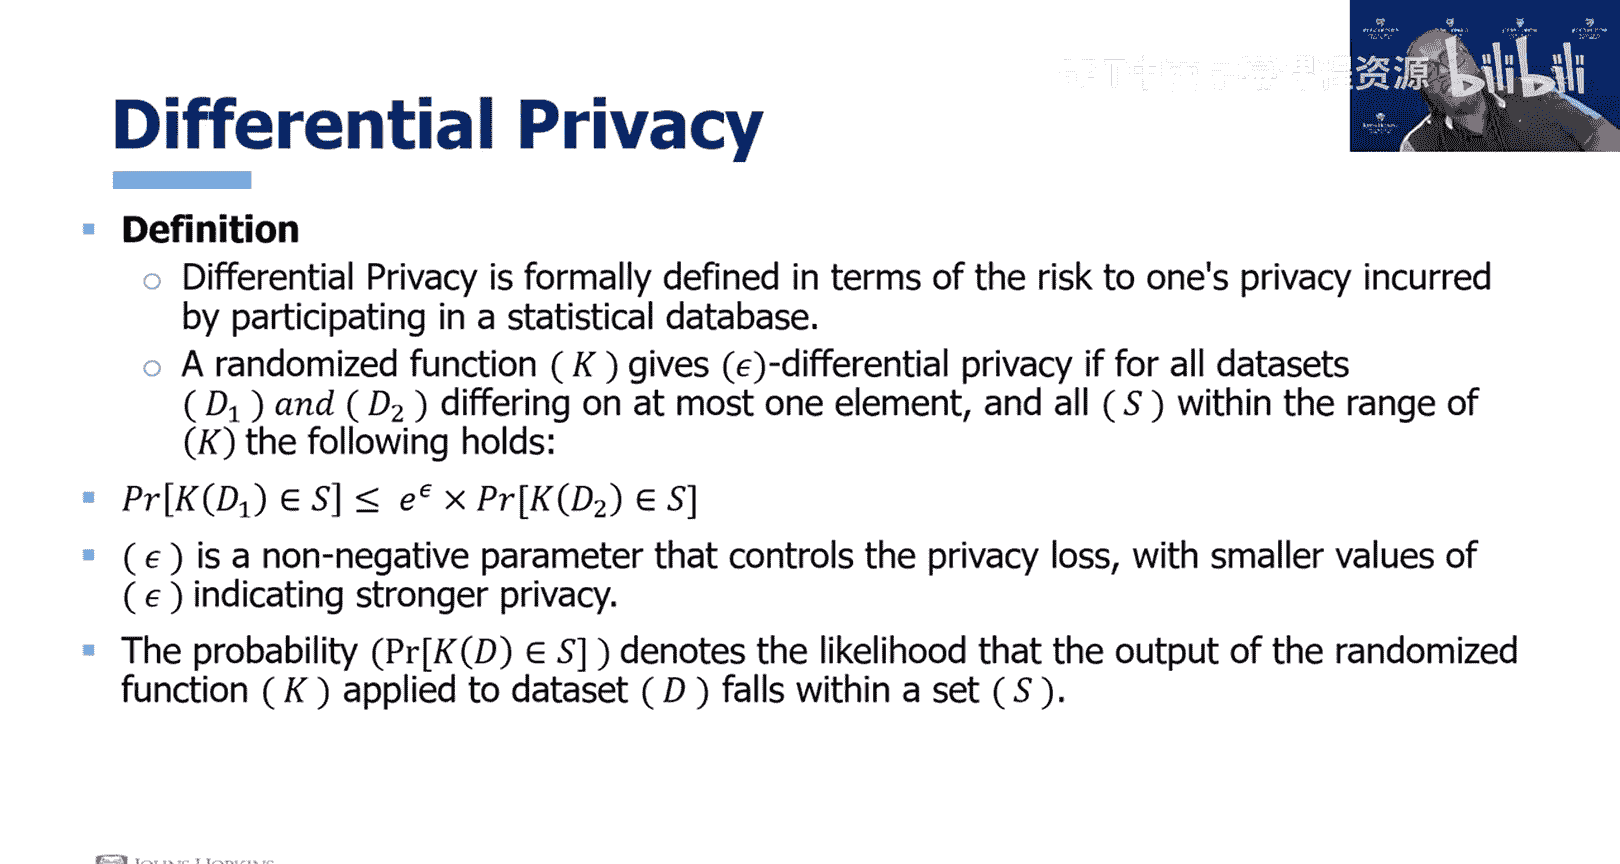 资源
bilibili
Differential Privacy
Definition
Differential Privacy is formally defined in terms of the risk to one's privacy incurred
by participating in a statistical database.
A randomized function ( K ) gives (ϵ)-differential privacy if for all datasets
( D₁ ) and ( D₂ ) differing on at most one element, and all ( S ) within the range of
(K) the following holds:
Pr[K(D₁) ∈ S] ≤ e^ϵ × Pr[K(D₂) ∈ S]
( ϵ ) is a non-negative parameter that controls the privacy loss, with smaller values of
( ϵ ) indicating stronger privacy.
The probability (Pr[K(D) ∈ S] ) denotes the likelihood that the output of the randomized
function ( K ) applied to dataset ( D ) falls within a set ( S ).
JOHNS HOPKINS